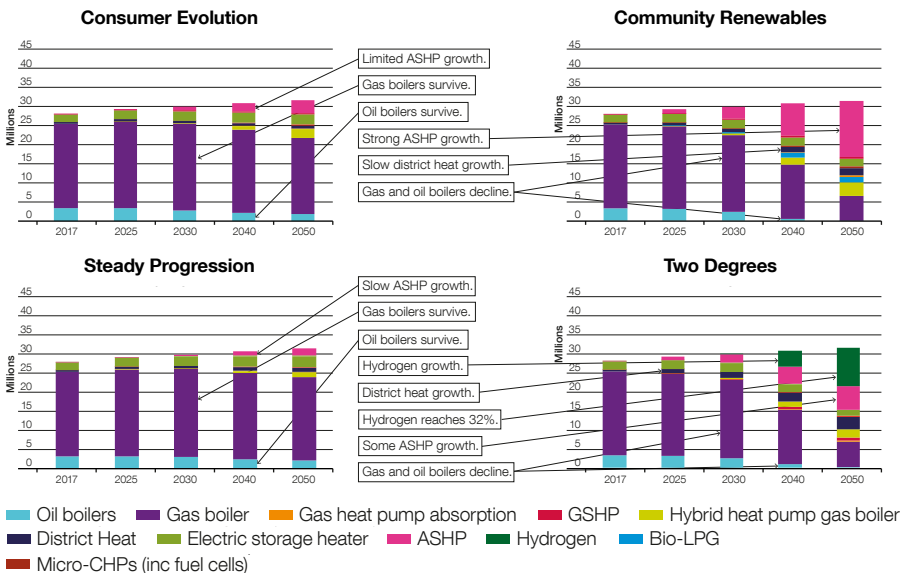 Consumer Evolution
Community Renewables
45
40
35
30
25
20
15
10
5
0
Millions
2017 2025 2030 2040 2050
Limited ASHP growth.
Gas boilers survive.
Oil boilers survive.
Strong ASHP growth.
Slow district heat growth.
Gas and oil boilers decline.
45
40
35
30
25
20
15
10
5
0
Millions
2017 2025 2030 2040 2050
Steady Progression
Two Degrees
45
40
35
30
25
20
15
10
5
0
Millions
2017 2025 2030 2040 2050
Slow ASHP growth.
Gas boilers survive.
Oil boilers survive.
Hydrogen growth.
District heat growth.
Hydrogen reaches 32%.
Some ASHP growth.
Gas and oil boilers decline.
45
40
35
30
25
20
15
10
5
0
Millions
2017 2025 2030 2040 2050
Oil boilers Gas boiler Gas heat pump absorption GSHP Hybrid heat pump gas boiler
District Heat Electric storage heater ASHP Hydrogen Bio-LPG
Micro-CHPs (inc fuel cells)